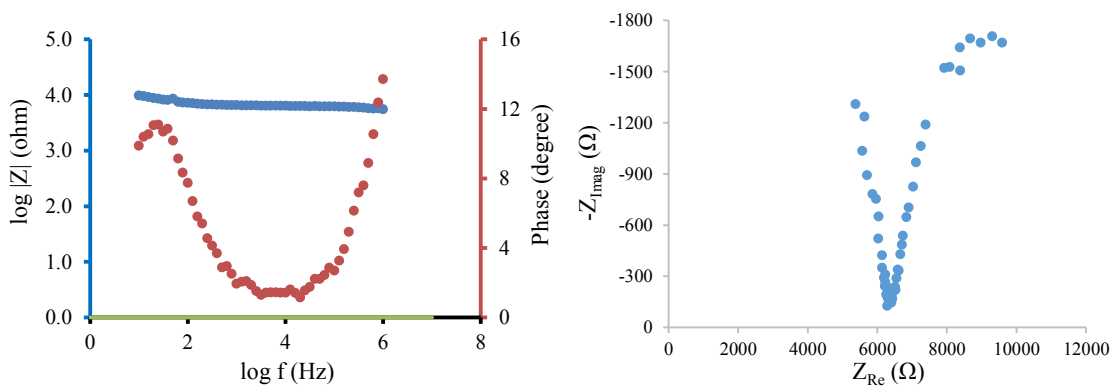 5.0
4.0
3.0
2.0
1.0
0.0
log |Z| (ohm)
16
12
8
4
0
Phase (degree)
0 2 4 6 8
log f (Hz)
-1800
-1500
-1200
-900
-600
-300
0
-Z_Imag (Ω)
0 2000 4000 6000 8000 10000 12000
Z_Re (Ω)